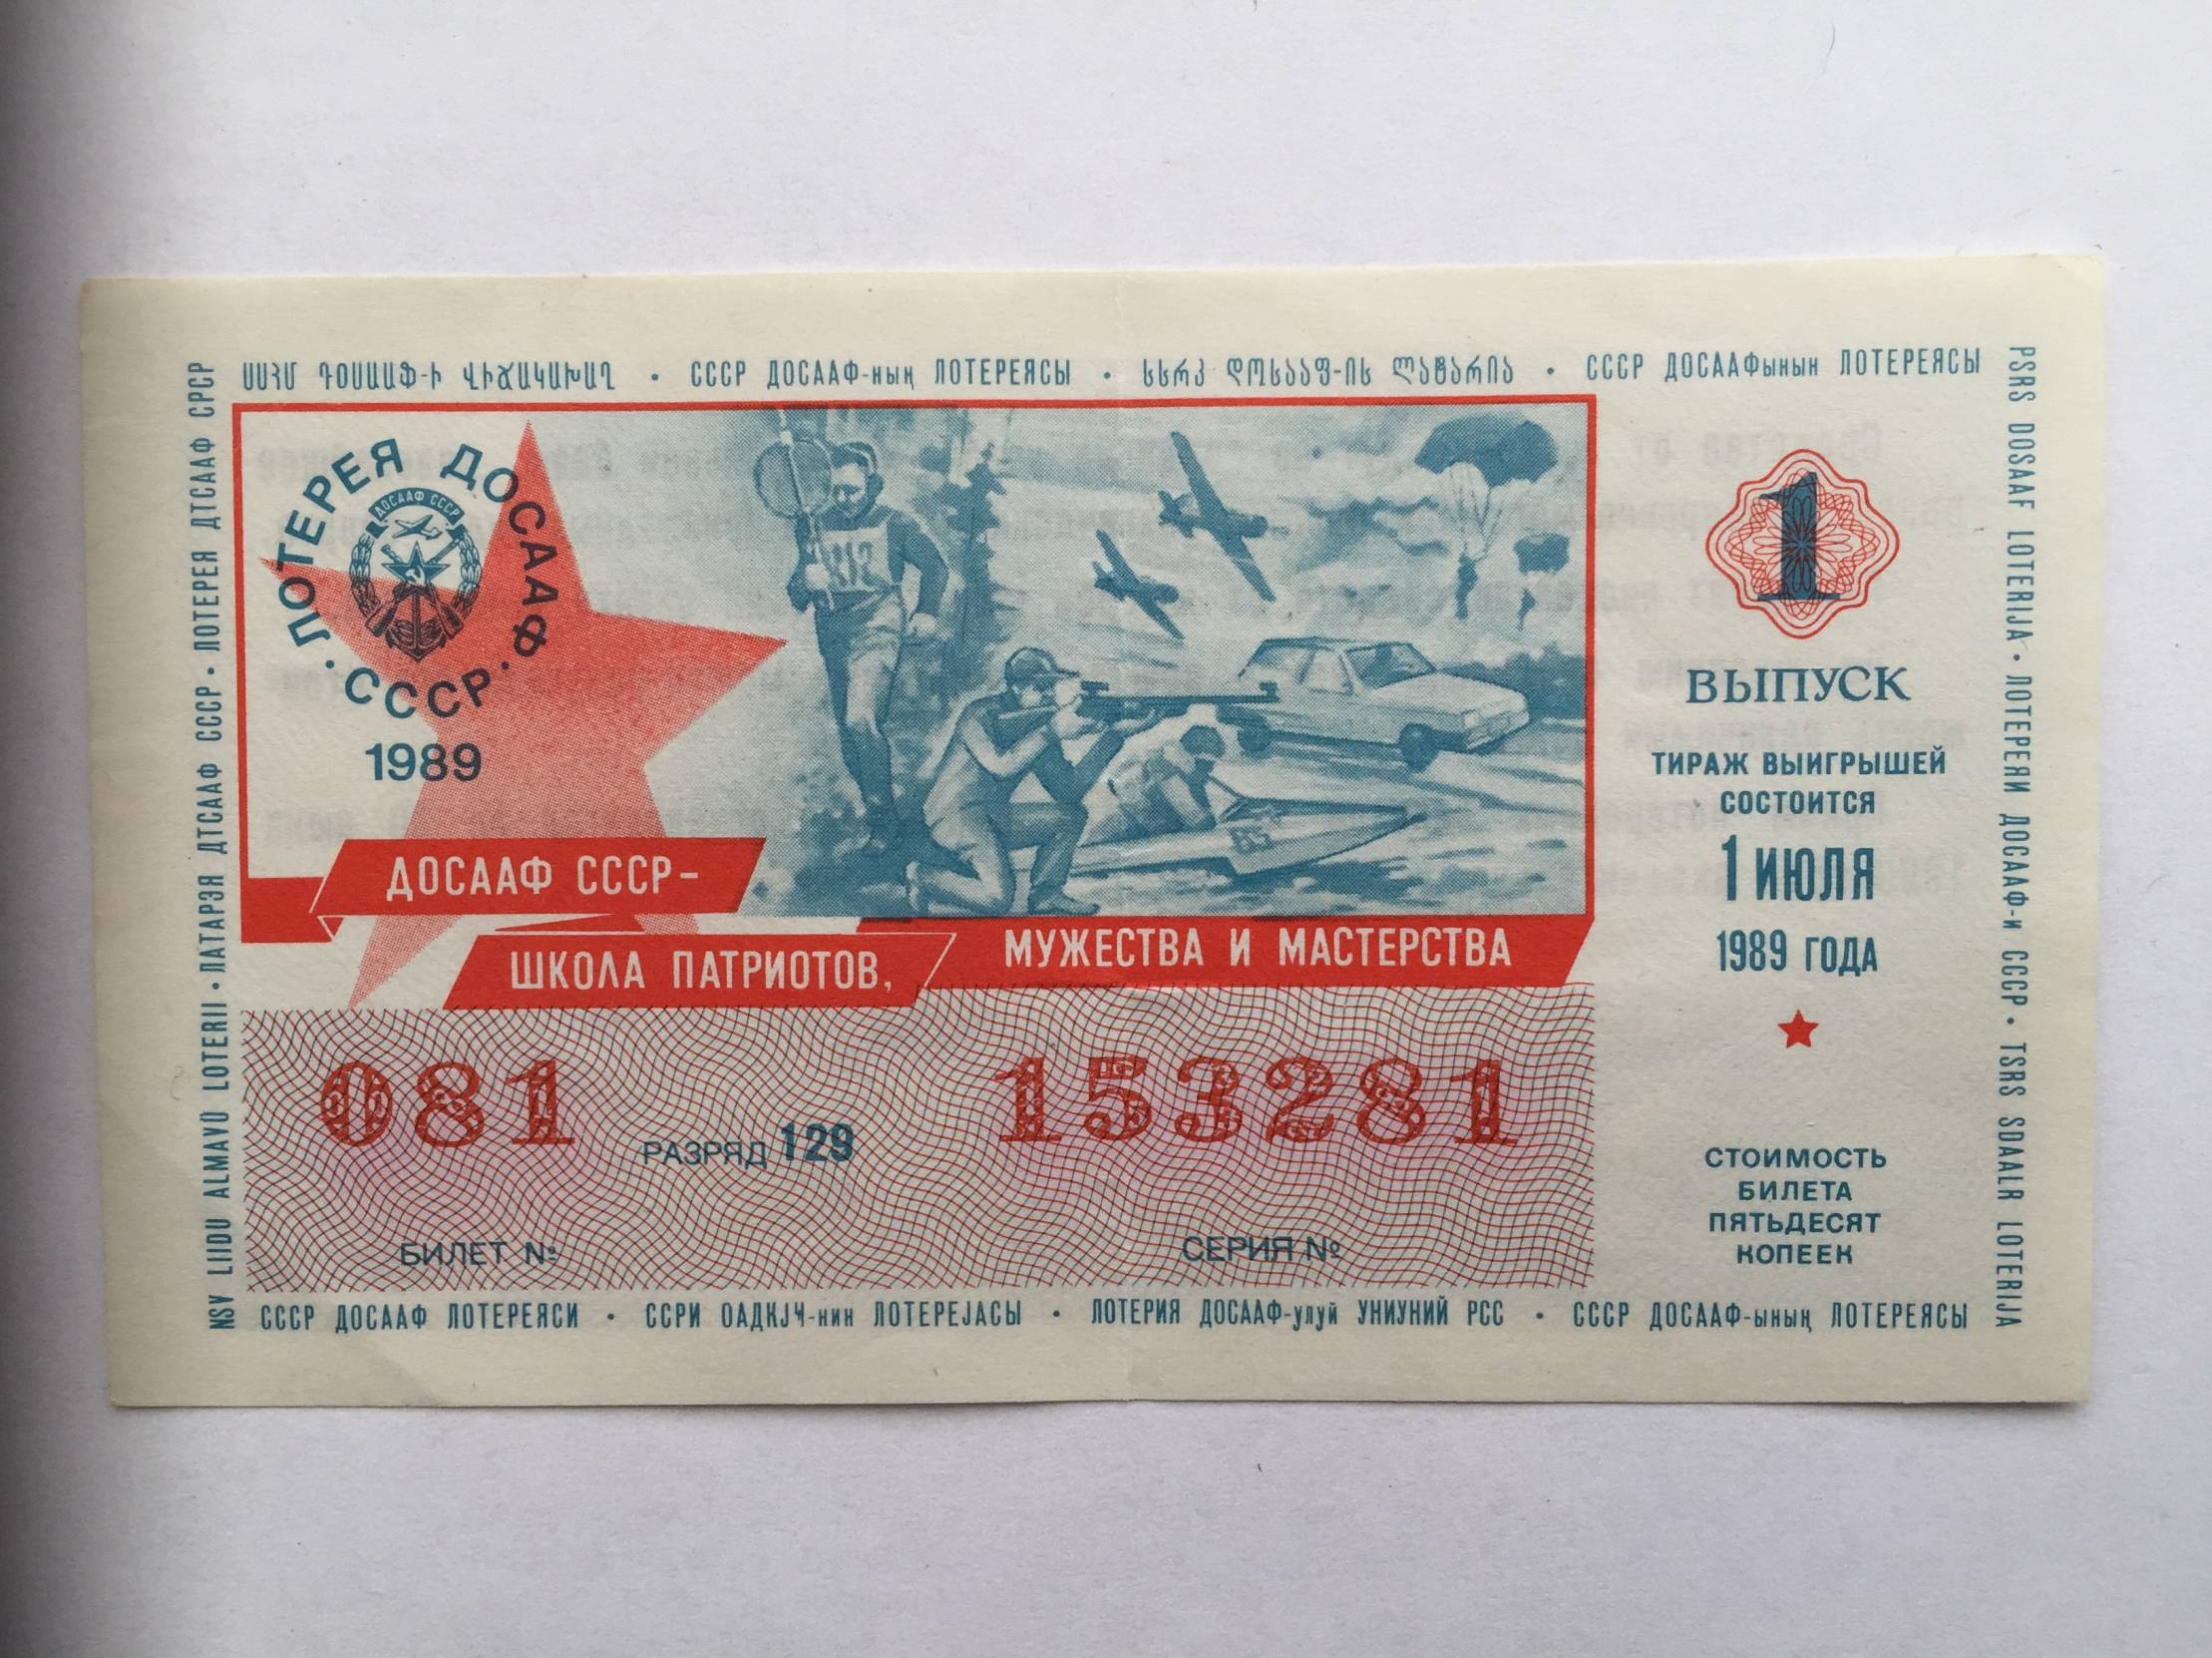 ՍՍՀՄ ԴՕՍԱԱՖ-Ի ՎԻՃԱԿԱԽԱՂ • СССР ДОСААФ-ның ЛОТЕРЕЯСЫ • სსრკ დოსააფ-ის ლატარია • СССР ДОСААФынын ЛОТЕРЕЯСЫ
NSV LIIDU ALMAVÜ LOTERII • ЛАТАРЭЯ ДТСААФ СССР • ЛОТЕРЕЯ ДТСААФ СРСР
PSRS DOSAAF LOTERIJA • ЛОТЕРЕЯИ ДОСААФ-и СССР • TSRS SDAALR LOTERIJA
ЛОТЕРЕЯ ДОСААФ • СССР •
ДОСААФ СССР
312
1989
63
ДОСААФ СССР–
ШКОЛА ПАТРИОТОВ,
МУЖЕСТВА И МАСТЕРСТВА
1
ВЫПУСК
ТИРАЖ ВЫИГРЫШЕЙ
СОСТОИТСЯ
1 ИЮЛЯ
1989 ГОДА
081
РАЗРЯД 129
153281
БИЛЕТ №
СЕРИЯ №
СТОИМОСТЬ
БИЛЕТА
ПЯТЬДЕСЯТ
КОПЕЕК
СССР ДОСААФ ЛОТЕРЕЯСИ • ССРИ ОАДКЈҸ-нин ЛОТЕРЕЈАСЫ • ЛОТЕРИЯ ДОСААФ-улуй УНИУНИЙ РСС • СССР ДОСААФ-ының ЛОТЕРЕЯСЫ